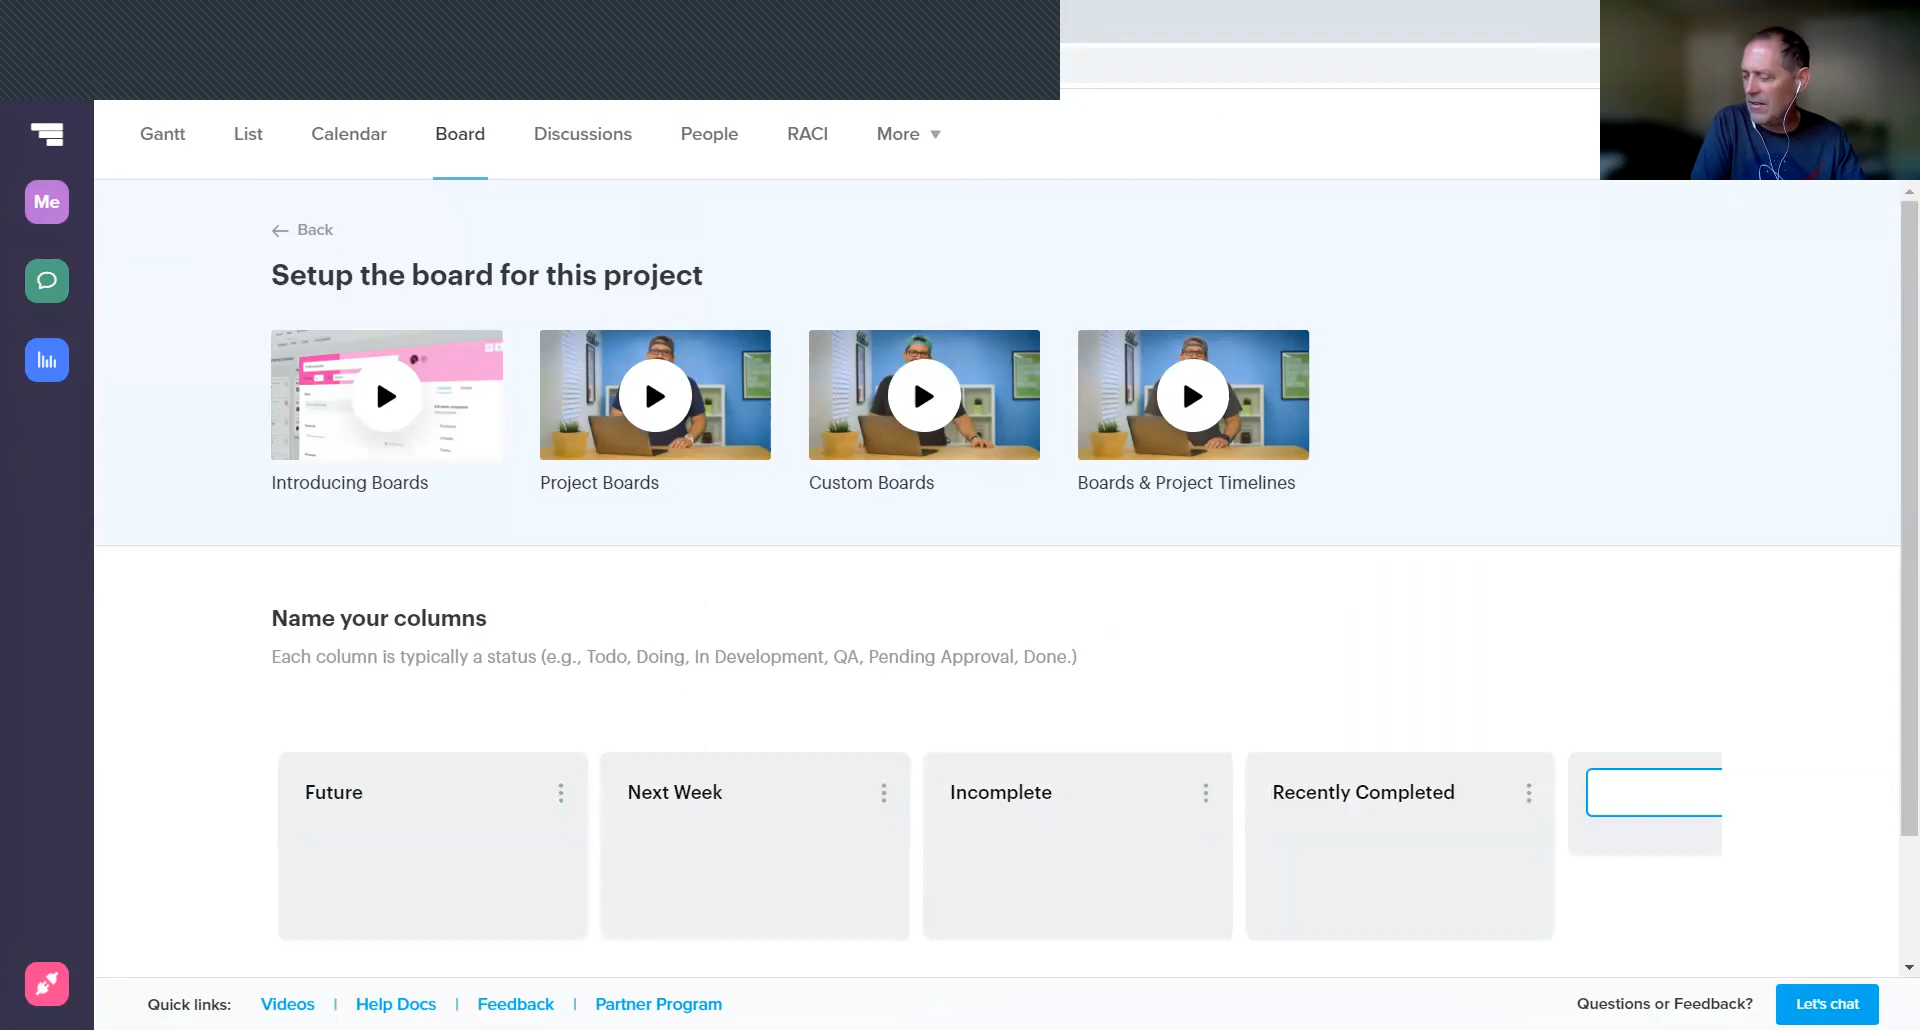 Gantt List Calendar Board Discussions People RACI More
Me
Back
Setup the board for this project
Introducing Boards Project Boards Custom Boards Boards & Project Timelines
Name your columns
Each column is typically a status (e.g., Todo, Doing, In Development, QA, Pending Approval, Done.)
Future Next Week Incomplete Recently Completed
Quick links: Videos | Help Docs | Feedback | Partner Program Questions or Feedback? Let's chat